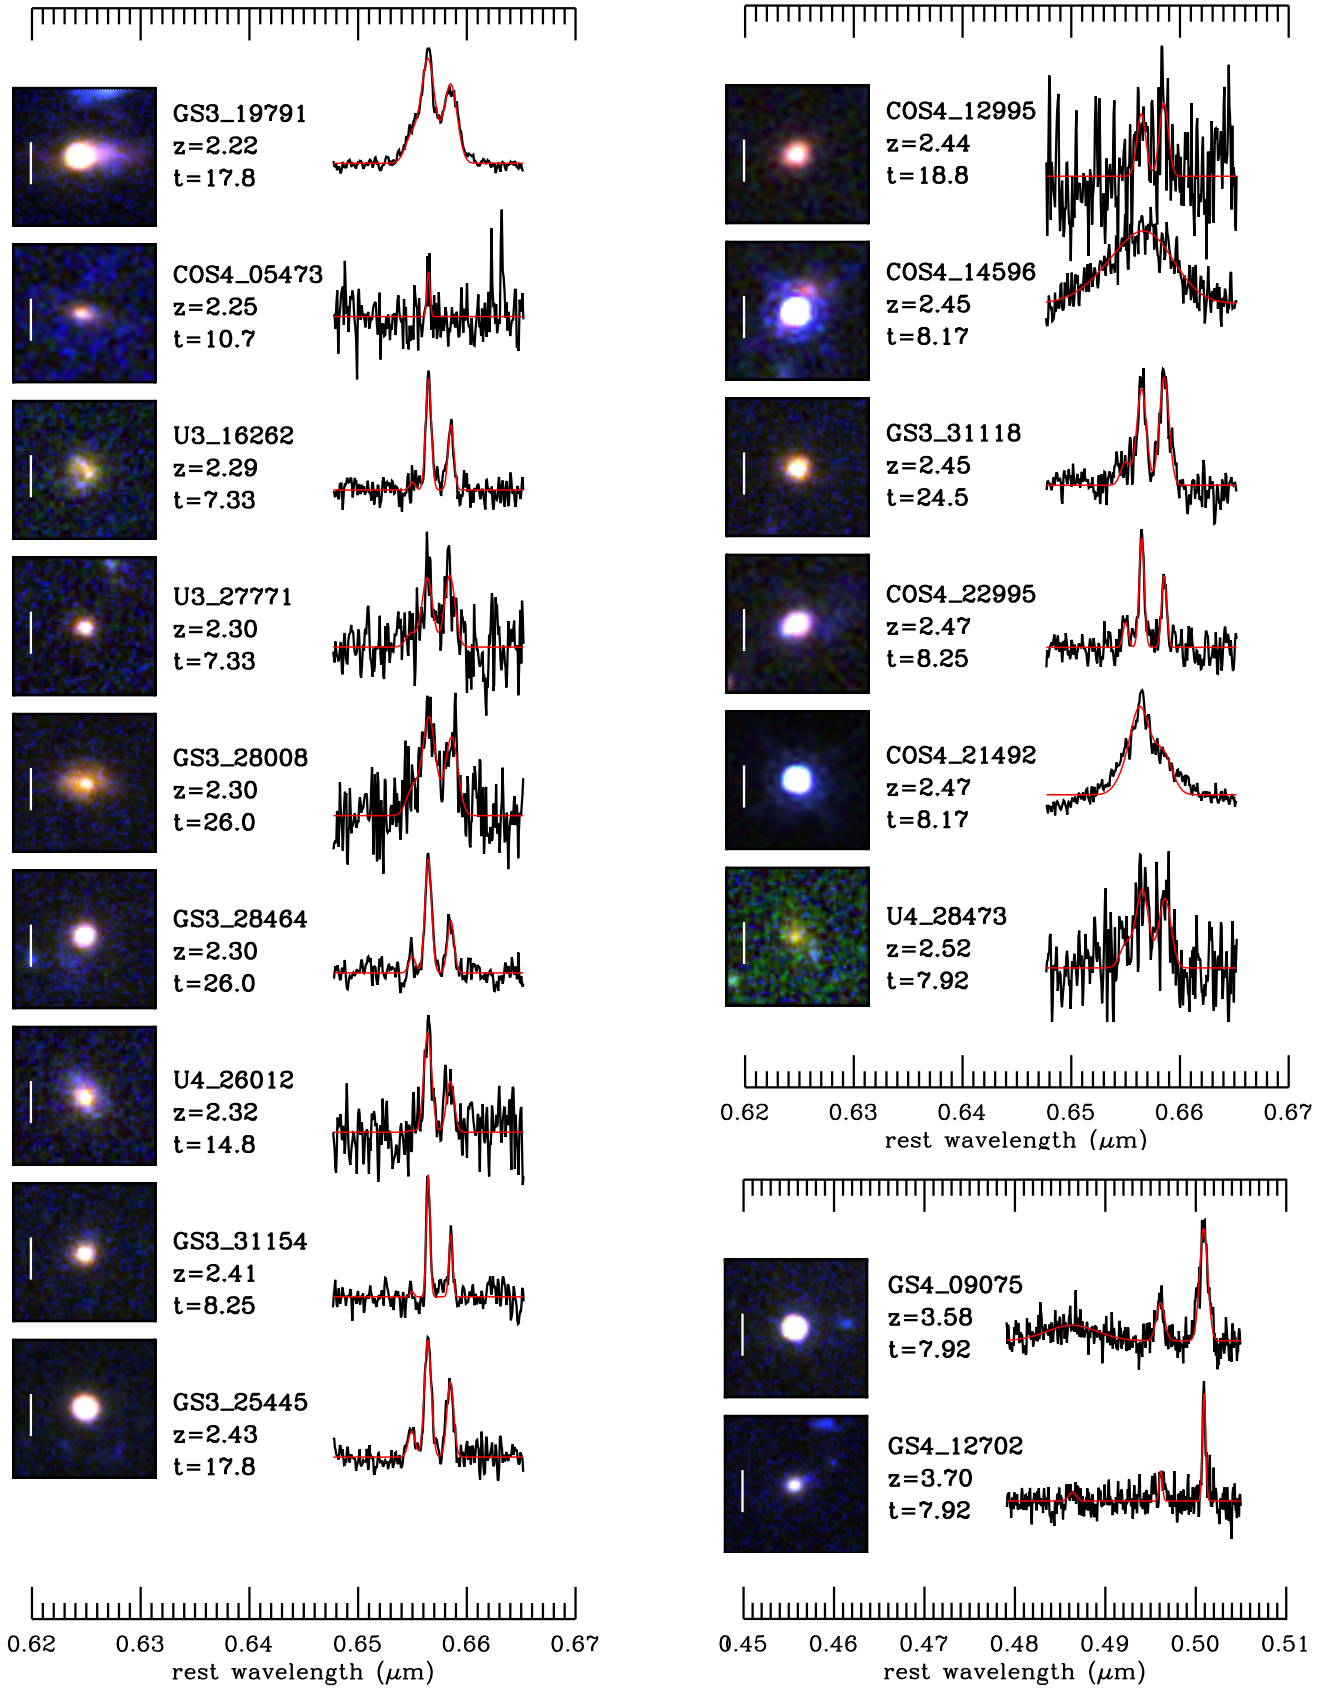 GS3_19791
z=2.22
t=17.8
COS4_05473
z=2.25
t=10.7
U3_16262
z=2.29
t=7.33
U3_27771
z=2.30
t=7.33
GS3_28008
z=2.30
t=26.0
GS3_28464
z=2.30
t=26.0
U4_26012
z=2.32
t=14.8
GS3_31154
z=2.41
t=8.25
GS3_25445
z=2.43
t=17.8
0.62 0.63 0.64 0.65 0.66 0.67
rest wavelength (μm)
COS4_12995
z=2.44
t=18.8
COS4_14596
z=2.45
t=8.17
GS3_31118
z=2.45
t=24.5
COS4_22995
z=2.47
t=8.25
COS4_21492
z=2.47
t=8.17
U4_28473
z=2.52
t=7.92
0.62 0.63 0.64 0.65 0.66 0.67
rest wavelength (μm)
GS4_09075
z=3.58
t=7.92
GS4_12702
z=3.70
t=7.92
0.45 0.46 0.47 0.48 0.49 0.50 0.51
rest wavelength (μm)